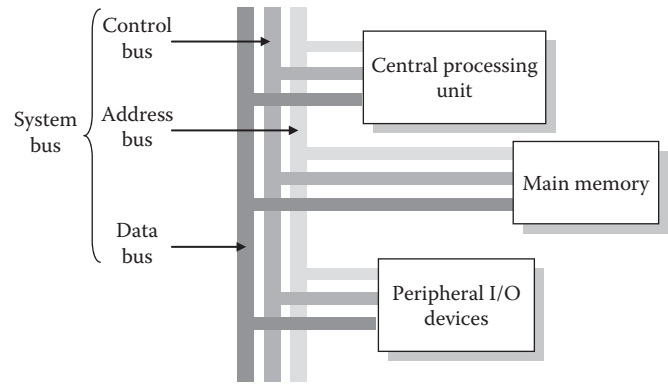 Control
bus
Central processing
unit
System
bus
Address
bus
Main memory
Data
bus
Peripheral I/O
devices